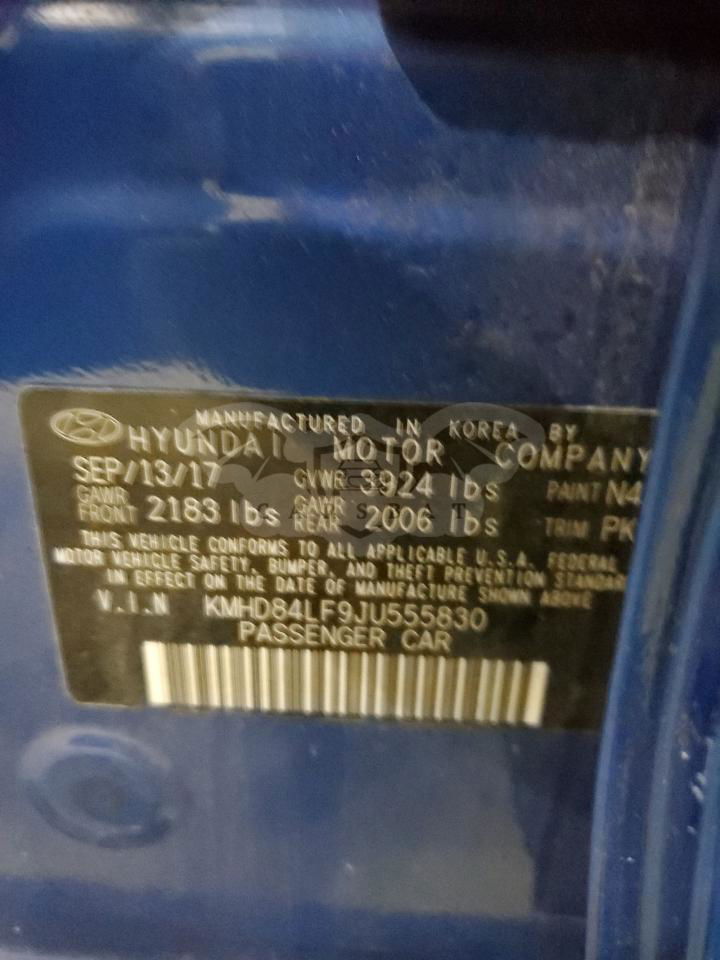 MANUFACTURED IN KOREA BY
HYUNDAI MOTOR COMPANY
SEP/13/17 GVWR 3924 lbs PAINT N4
GAWR FRONT 2183 lbs GAWR REAR 2006 lbs TRIM PK
THIS VEHICLE CONFORMS TO ALL APPLICABLE U.S.A. FEDERAL
MOTOR VEHICLE SAFETY, BUMPER, AND THEFT PREVENTION STANDARD
IN EFFECT ON THE DATE OF MANUFACTURE SHOWN ABOVE
V.I.N KMHD84LF9JU555830
PASSENGER CAR